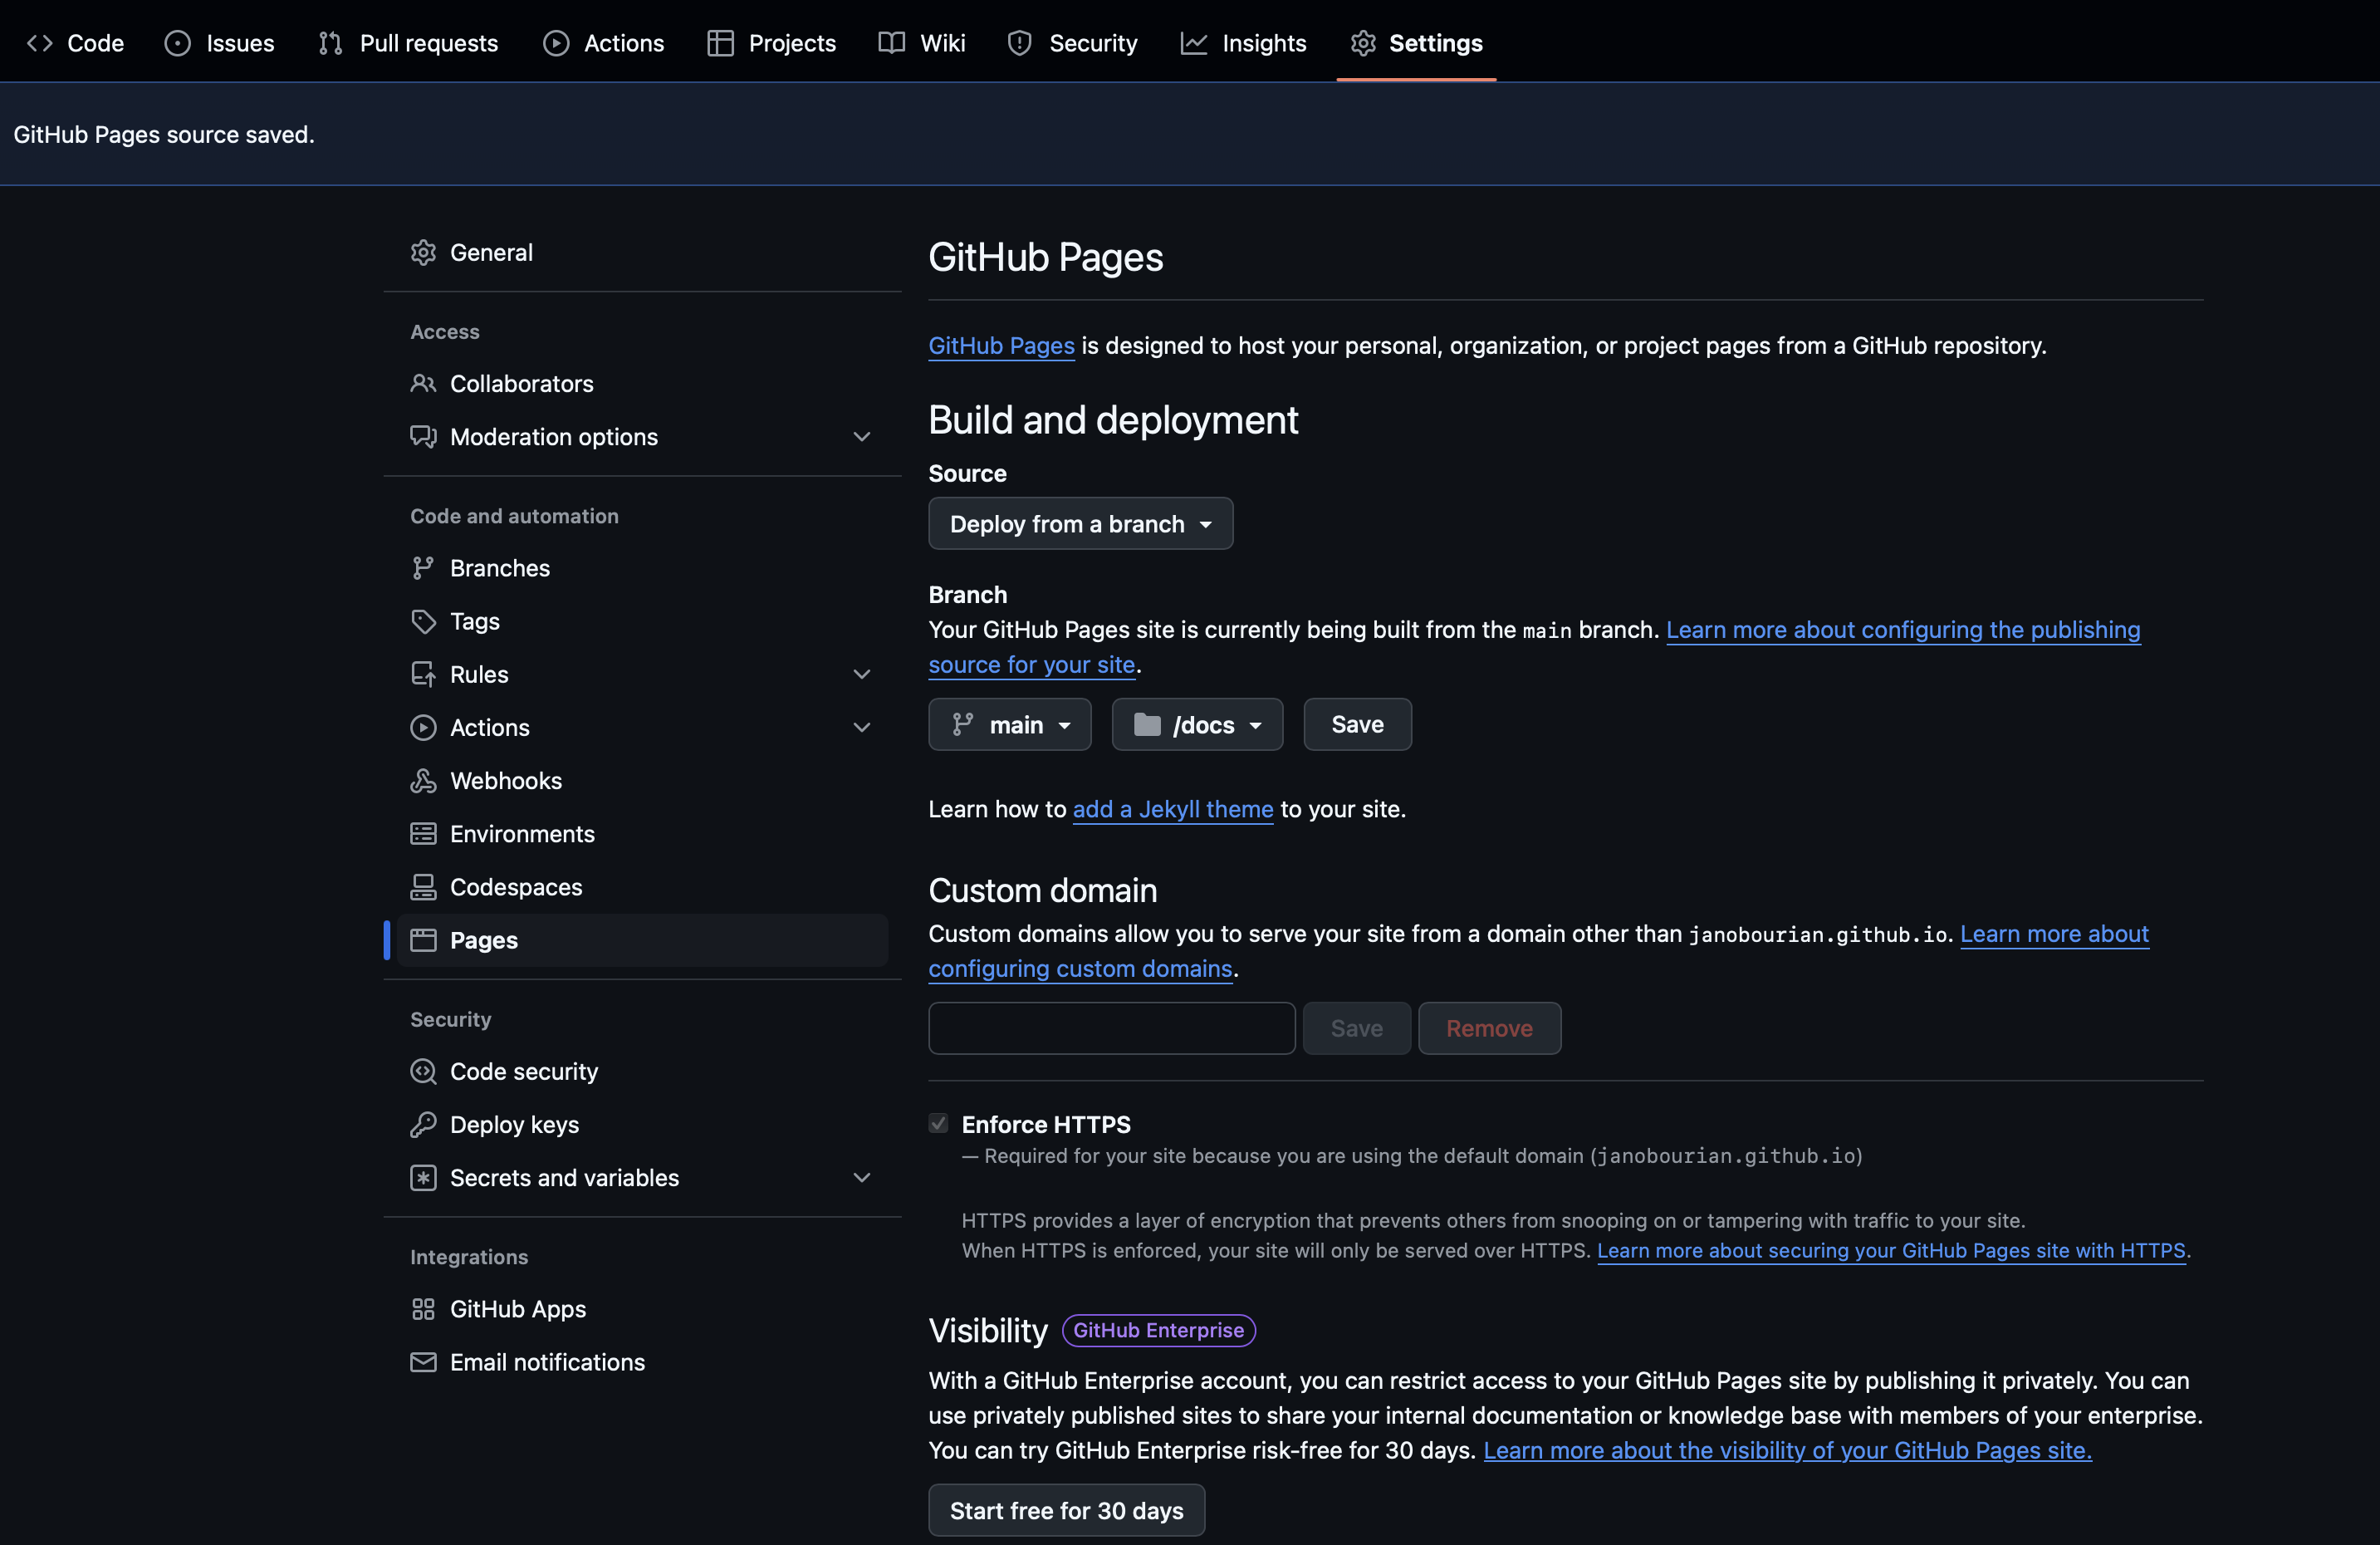 Code Issues Pull requests Actions Projects Wiki Security Insights Settings
GitHub Pages source saved.
General
Access
Collaborators
Moderation options
Code and automation
Branches
Tags
Rules
Actions
Webhooks
Environments
Codespaces
Pages
Security
Code security
Deploy keys
Secrets and variables
Integrations
GitHub Apps
Email notifications
GitHub Pages
GitHub Pages is designed to host your personal, organization, or project pages from a GitHub repository.
Build and deployment
Source
Deploy from a branch
Branch
Your GitHub Pages site is currently being built from the main branch. Learn more about configuring the publishing
source for your site.
main /docs Save
Learn how to add a Jekyll theme to your site.
Custom domain
Custom domains allow you to serve your site from a domain other than janobourian.github.io. Learn more about
configuring custom domains.
Save Remove
Enforce HTTPS
— Required for your site because you are using the default domain (janobourian.github.io)
HTTPS provides a layer of encryption that prevents others from snooping on or tampering with traffic to your site.
When HTTPS is enforced, your site will only be served over HTTPS. Learn more about securing your GitHub Pages site with HTTPS.
Visibility GitHub Enterprise
With a GitHub Enterprise account, you can restrict access to your GitHub Pages site by publishing it privately. You can
use privately published sites to share your internal documentation or knowledge base with members of your enterprise.
You can try GitHub Enterprise risk-free for 30 days. Learn more about the visibility of your GitHub Pages site.
Start free for 30 days